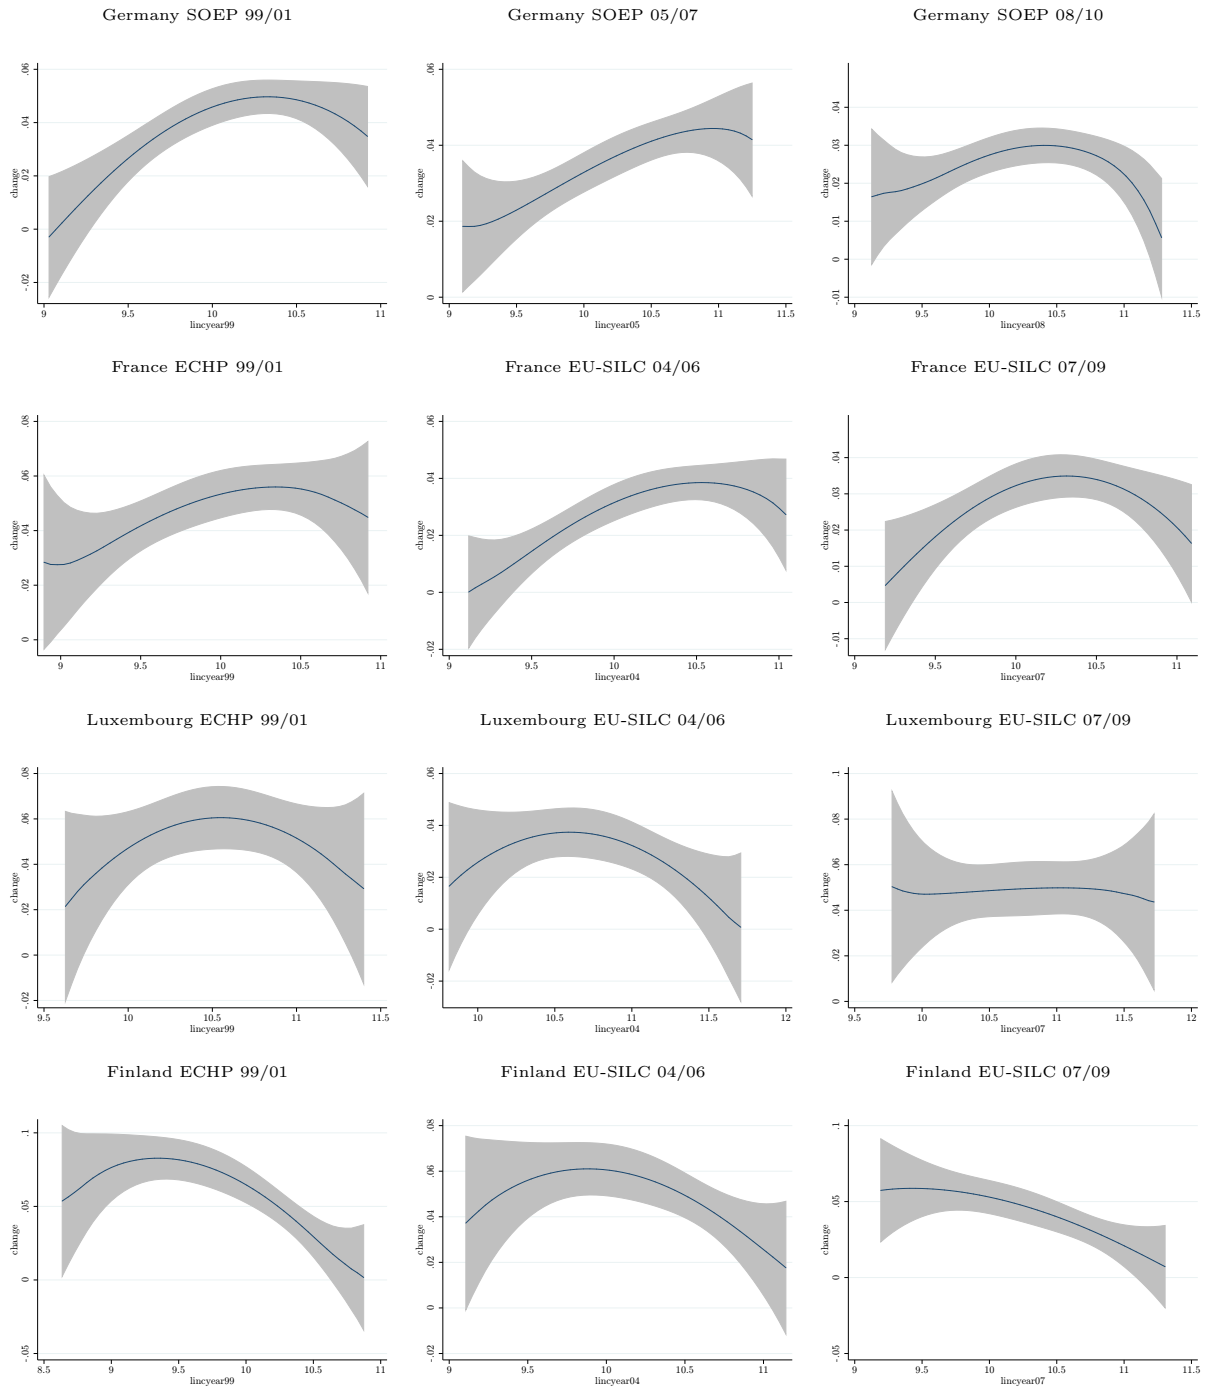 Germany SOEP 99/01
Germany SOEP 05/07
Germany SOEP 08/10
change
-.02 0 .02 .04 .06
9 9.5 10 10.5 11
lincyear99
change
0 .02 .04 .06
9 9.5 10 10.5 11 11.5
lincyear05
change
-.01 0 .01 .02 .03 .04
9 9.5 10 10.5 11 11.5
lincyear08
France ECHP 99/01
France EU-SILC 04/06
France EU-SILC 07/09
change
0 .02 .04 .06 .08
9 9.5 10 10.5 11
lincyear99
change
-.02 0 .02 .04 .06
9 9.5 10 10.5 11
lincyear04
change
-.01 0 .01 .02 .03 .04
9 9.5 10 10.5 11
lincyear07
Luxembourg ECHP 99/01
Luxembourg EU-SILC 04/06
Luxembourg EU-SILC 07/09
change
-.02 0 .02 .04 .06 .08
9.5 10 10.5 11 11.5
lincyear99
change
-.02 0 .02 .04 .06
10 10.5 11 11.5 12
lincyear04
change
0 .02 .04 .06 .08 .1
9.5 10 10.5 11 11.5 12
lincyear07
Finland ECHP 99/01
Finland EU-SILC 04/06
Finland EU-SILC 07/09
change
-.05 0 .05 .1
8.5 9 9.5 10 10.5 11
lincyear99
change
-.02 0 .02 .04 .06 .08
9 9.5 10 10.5 11
lincyear04
change
-.05 0 .05 .1
9 9.5 10 10.5 11 11.5
lincyear07